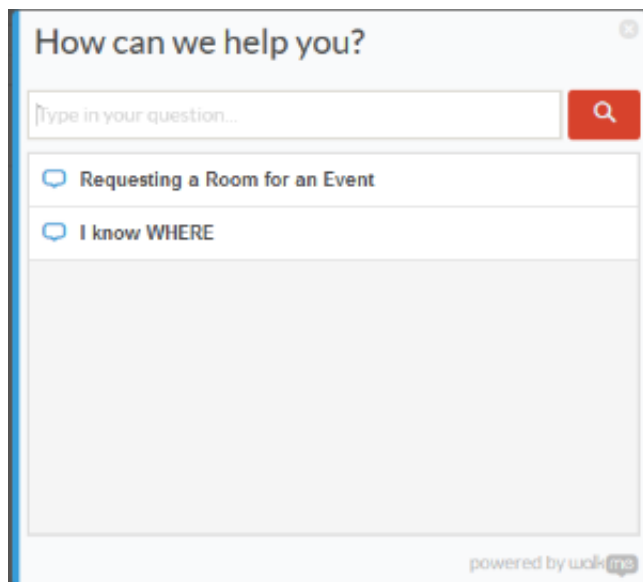 How can we help you?
Type in your question...
Requesting a Room for an Event
I know WHERE
powered by walkme